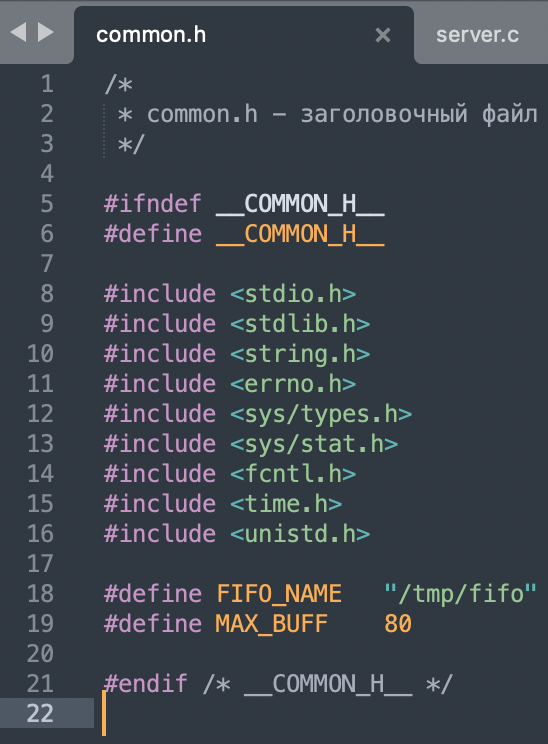 common.h × server.c
1 /*
2  * common.h - заголовочный файл
3  */
4
5 #ifndef __COMMON_H__
6 #define __COMMON_H__
7
8 #include <stdio.h>
9 #include <stdlib.h>
10 #include <string.h>
11 #include <errno.h>
12 #include <sys/types.h>
13 #include <sys/stat.h>
14 #include <fcntl.h>
15 #include <time.h>
16 #include <unistd.h>
17
18 #define FIFO_NAME   "/tmp/fifo"
19 #define MAX_BUFF    80
20
21 #endif /* __COMMON_H__ */
22